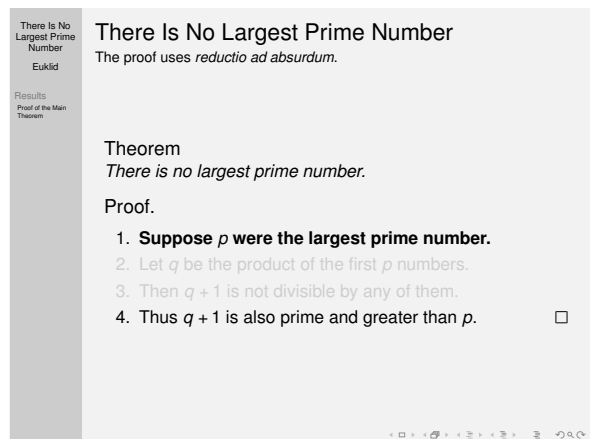 There Is No
Largest Prime
Number
Euklid
Results
Proof of the Main
Theorem
There Is No Largest Prime Number
The proof uses reductio ad absurdum.
Theorem
There is no largest prime number.
Proof.
1. Suppose p were the largest prime number.
2. Let q be the product of the first p numbers.
3. Then q + 1 is not divisible by any of them.
4. Thus q + 1 is also prime and greater than p.